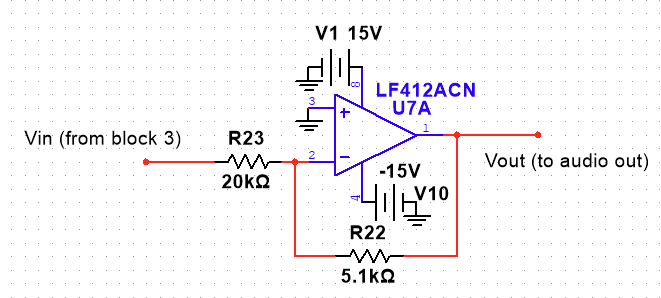 V1 15V
8
LF412ACN
U7A
3
1
Vin (from block 3)
R23
2
20kΩ
Vout (to audio out)
-15V
4
V10
R22
5.1kΩ